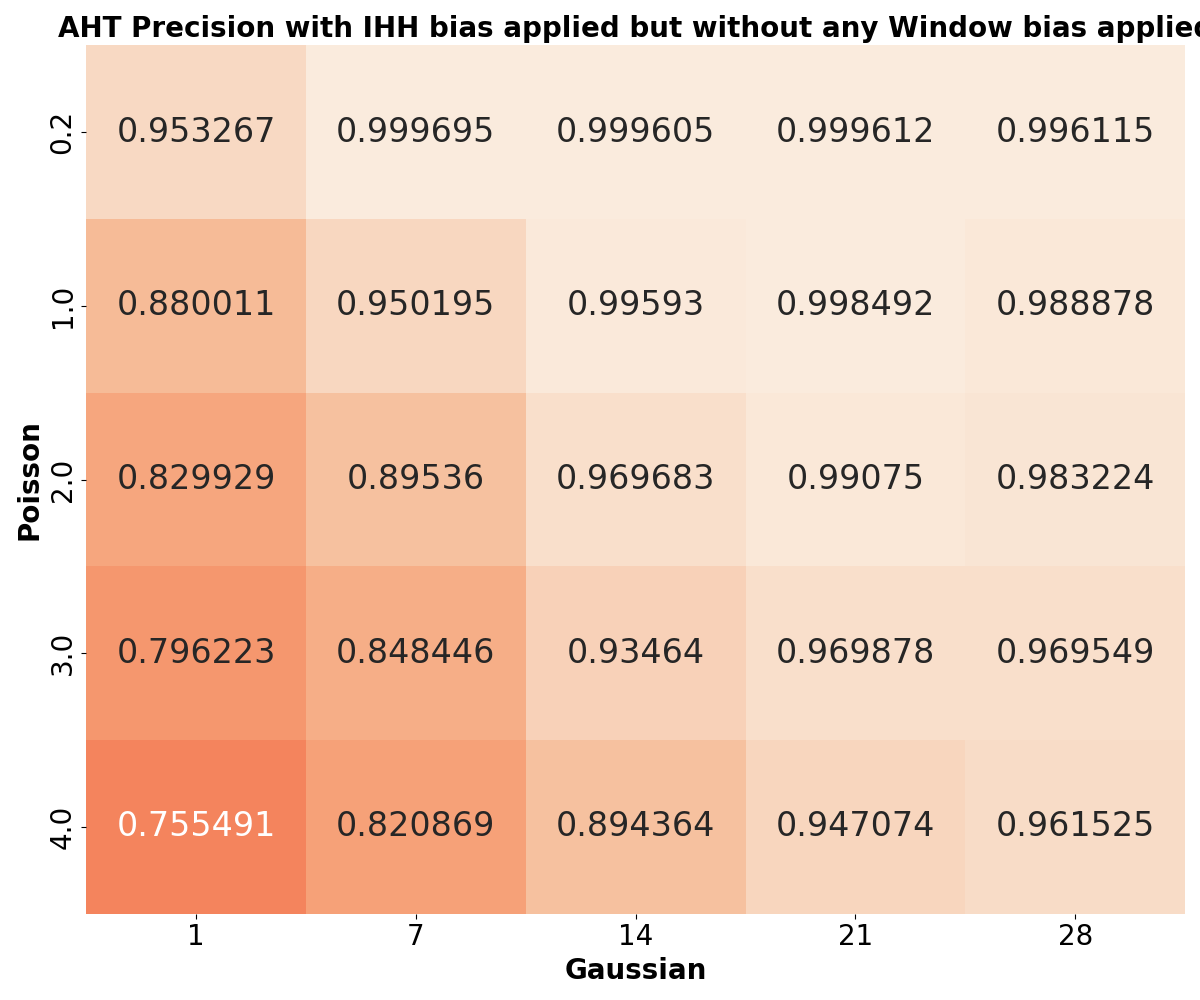 AHT Precision with IHH bias applied but without any Window bias applied
0.2 0.953267 0.999695 0.999605 0.999612 0.996115
1.0 0.880011 0.950195 0.99593 0.998492 0.988878
2.0 0.829929 0.89536 0.969683 0.99075 0.983224
3.0 0.796223 0.848446 0.93464 0.969878 0.969549
4.0 0.755491 0.820869 0.894364 0.947074 0.961525
Poisson
1 7 14 21 28
Gaussian